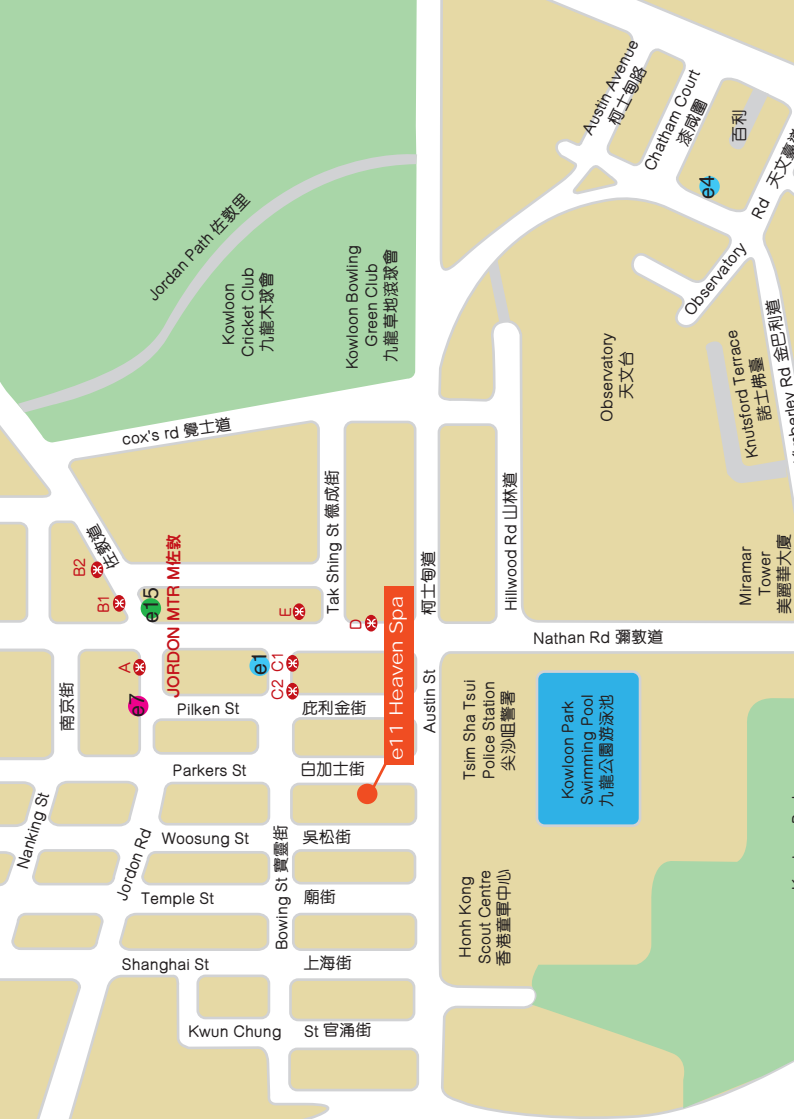 Austin Avenue
柯士甸路
Chatham Court
漆咸圍
百利
e4
Rd 天文臺道
Observatory
Jordan Path 佐敦里
Kowloon
Cricket Club
九龍木球會
Kowloon Bowling
Green Club
九龍草地滾球會
Observatory
天文台
Knutsford Terrace
諾士佛臺
Kimberley Rd 金巴利道
cox's rd 覺士道
Tak Shing St 德成街
柯士甸道
Hillwood Rd 山林道
Miramar
Tower
美麗華大廈
B2
佐敦道
B1
e15
JORDON MTR M佐敦
E
D
A
e7
e1
C1
C2
南京街
Nathan Rd 彌敦道
Pilken St
庇利金街
e11 Heaven Spa
Austin St
Tsim Sha Tsui
Police Station
尖沙咀警署
Kowloon Park
Swimming Pool
九龍公園游泳池
Parkers St
白加士街
Nanking St
Jordon Rd
Woosung St
吳松街
Bowing St 寶靈街
Temple St
廟街
Shanghai St
上海街
Honh Kong
Scout Centre
香港童軍中心
Kwun Chung St 官涌街